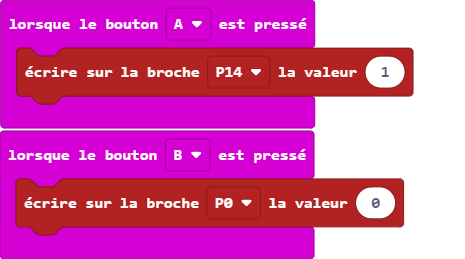 lorsque le bouton A est pressé
écrire sur la broche P14 la valeur 1
lorsque le bouton B est pressé
écrire sur la broche P0 la valeur 0